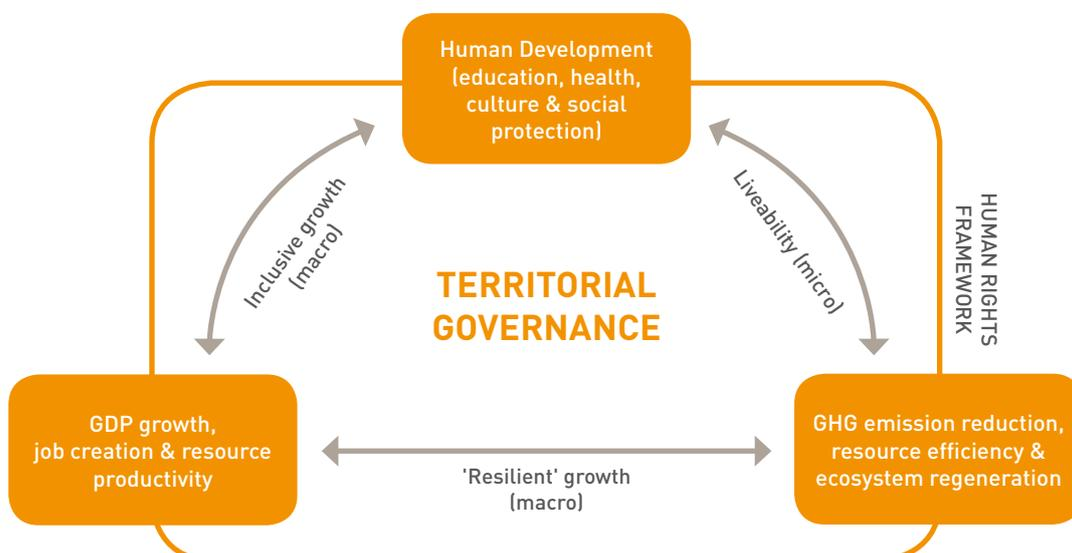 Human Development
(education, health,
culture & social
protection)
Inclusive growth
(macro)
Liveability (micro)
HUMAN RIGHTS
FRAMEWORK
TERRITORIAL
GOVERNANCE
GDP growth,
job creation & resource
productivity
'Resilient' growth
(macro)
GHG emission reduction,
resource efficiency &
ecosystem regeneration